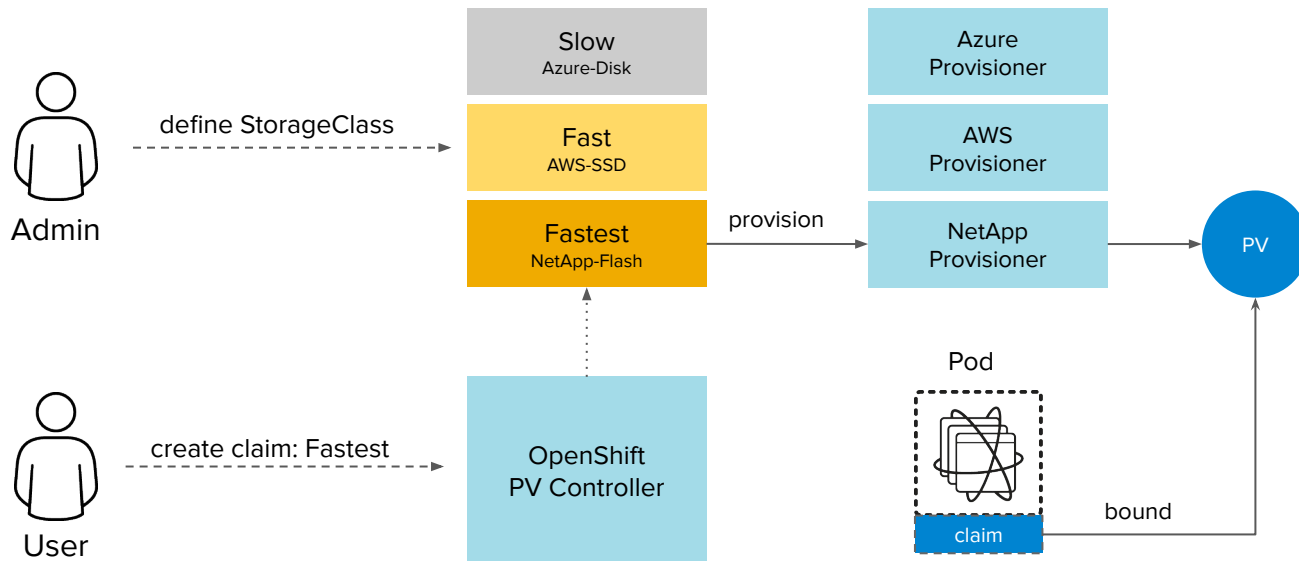 Slow
Azure-Disk
Azure
Provisioner
define StorageClass
Fast
AWS-SSD
AWS
Provisioner
Admin
Fastest
NetApp-Flash
provision
NetApp
Provisioner
PV
Pod
create claim: Fastest
OpenShift
PV Controller
User
claim
bound